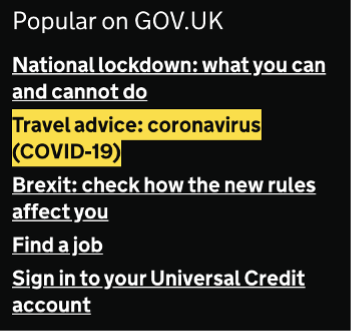 Popular on GOV.UK
National lockdown: what you can
and cannot do
Travel advice: coronavirus
(COVID-19)
Brexit: check how the new rules
affect you
Find a job
Sign in to your Universal Credit
account